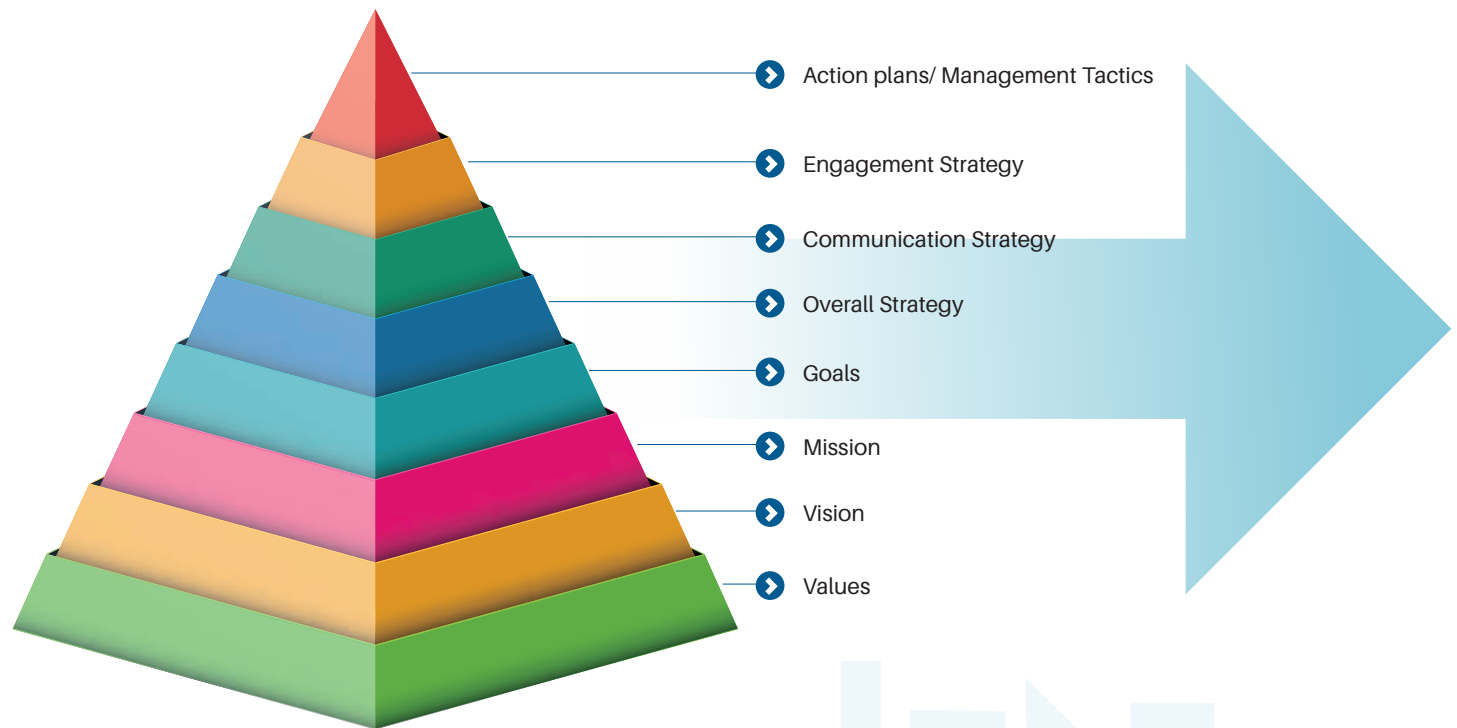 Action plans/ Management Tactics
Engagement Strategy
Communication Strategy
Overall Strategy
Goals
Mission
Vision
Values